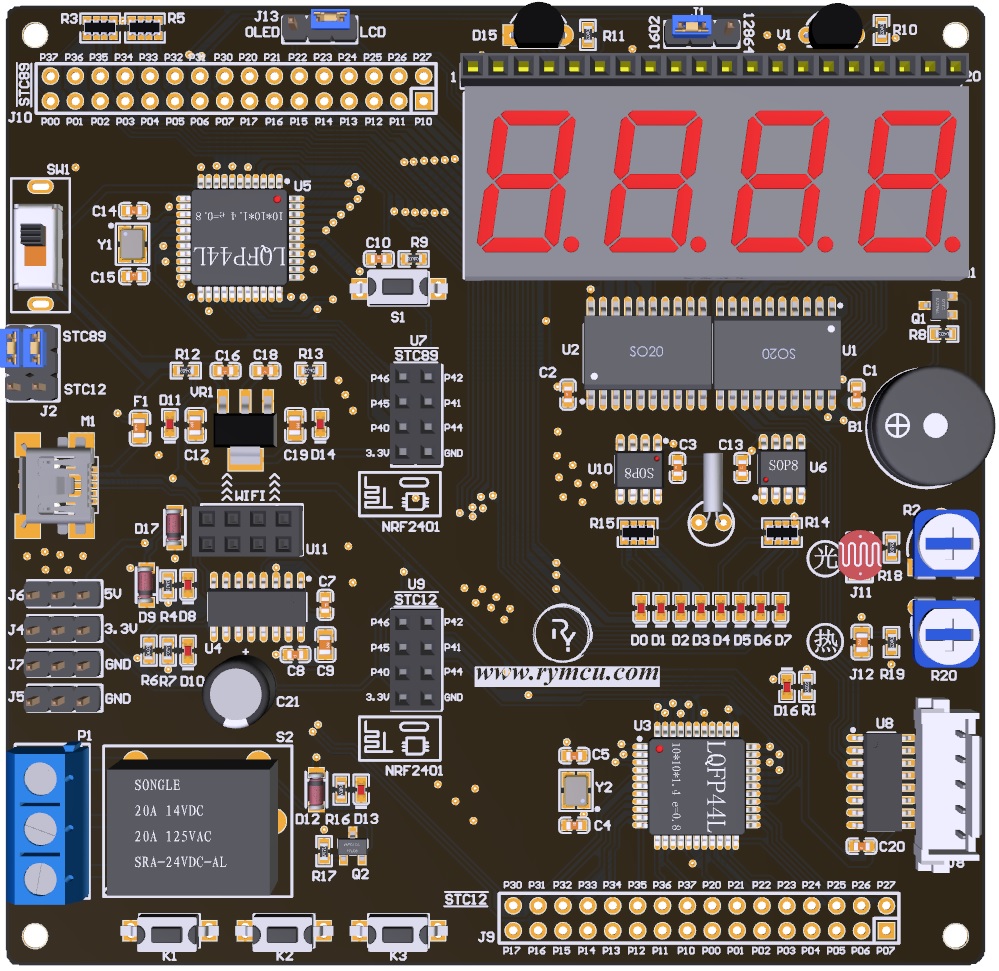 R3 R5 J13 OLED LCD D15 R11 1602 J1 12864 V1 R10
P37 P36 P35 P34 P33 P32 P31 P30 P20 P21 P22 P23 P24 P25 P26 P27
STC89
J10 P00 P01 P02 P03 P04 P05 P06 P07 P17 P16 P15 P14 P13 P12 P11 P10
1 20
SW1
U5
10*10*1.4 e=0.8
LQFP44L
C14
Y1
C15
C10 R9
S1
STC89
STC12
J2
R12 C16 C18 R13
U7
STC89
P46 P42
P45 P41
P40 P44
3.3V GND
NRF2401
U2
SO20
SO20
U1
Q1
R8
C2
C1
B1
F1 D11 VR1
C17 C19 D14
M1
WIFI
U11
D17
U10
SOP8
C3
C13
SOP8
U6
R15
R14
R2
光
R18
J11
D9 R4 D8
C7
U4
C8 C9
R6 R7 D10
C21
J6 5V
J4 3.3V
J7 GND
J5 GND
U9
STC12
P46 P42
P45 P41
P40 P44
3.3V GND
NRF2401
RY
www.rymcu.com
D0 D1 D2 D3 D4 D5 D6 D7
热
J12 R19 R20
D16 R1
P1
S2
SONGLE
20A 14VDC
20A 125VAC
SRA-24VDC-AL
D12 R16 D13
R17 Q2
U3
10*10*1.4 e=0.8
LQFP44L
C5
Y2
C4
U8
C20
J8
K1 K2 K3
STC12
P30 P31 P32 P33 P34 P35 P36 P37 P20 P21 P22 P23 P24 P25 P26 P27
J9 P17 P16 P15 P14 P13 P12 P11 P10 P00 P01 P02 P03 P04 P05 P06 P07